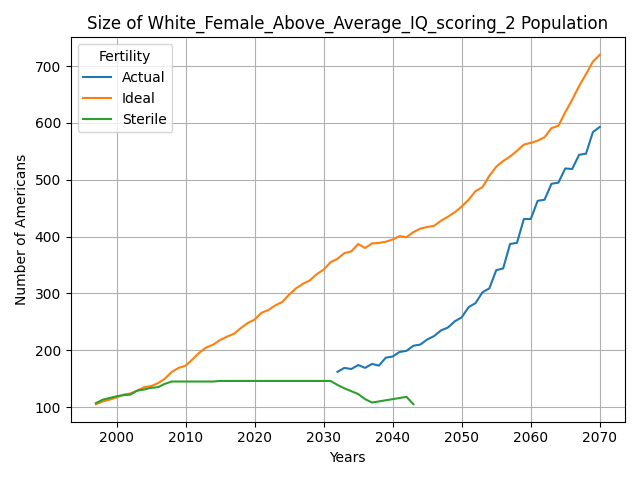 Size of White_Female_Above_Average_IQ_scoring_2 Population
Fertility
Actual
Ideal
Sterile
Number of Americans
700
600
500
400
300
200
100
2000 2010 2020 2030 2040 2050 2060 2070
Years